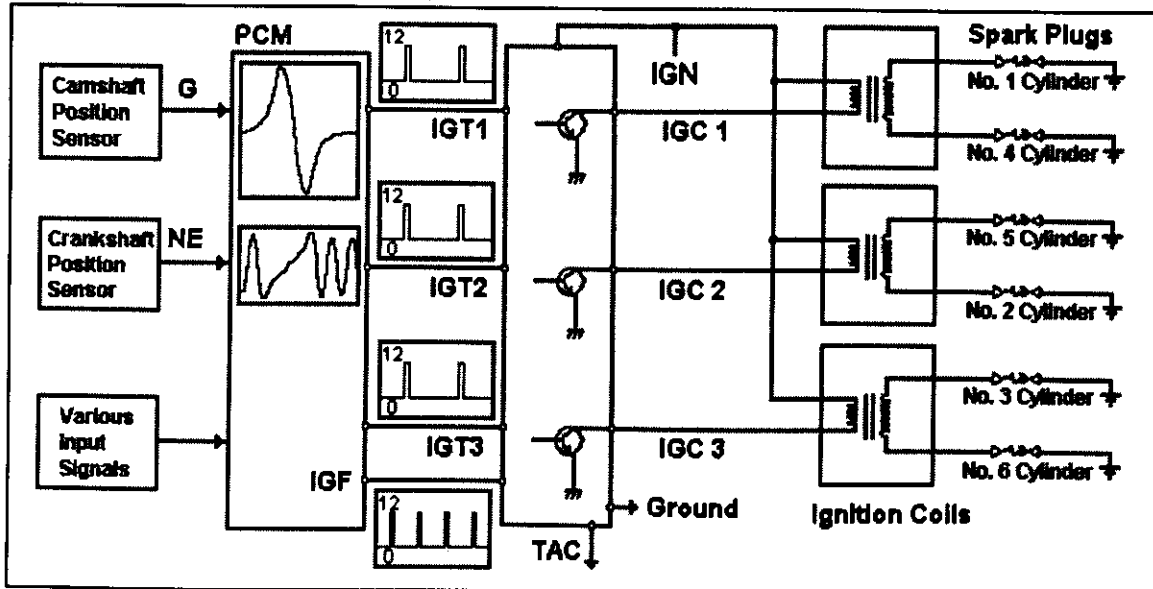 PCM
12
0
IGT1
Camshaft
Position
Sensor
G
Crankshaft
Position
Sensor
NE
12
0
IGT2
Various
Input
Signals
12
0
IGT3
IGF
12
0
TAC
Ground
IGN
IGC 1
IGC 2
IGC 3
Spark Plugs
No. 1 Cylinder
No. 4 Cylinder
No. 5 Cylinder
No. 2 Cylinder
No. 3 Cylinder
No. 6 Cylinder
Ignition Coils